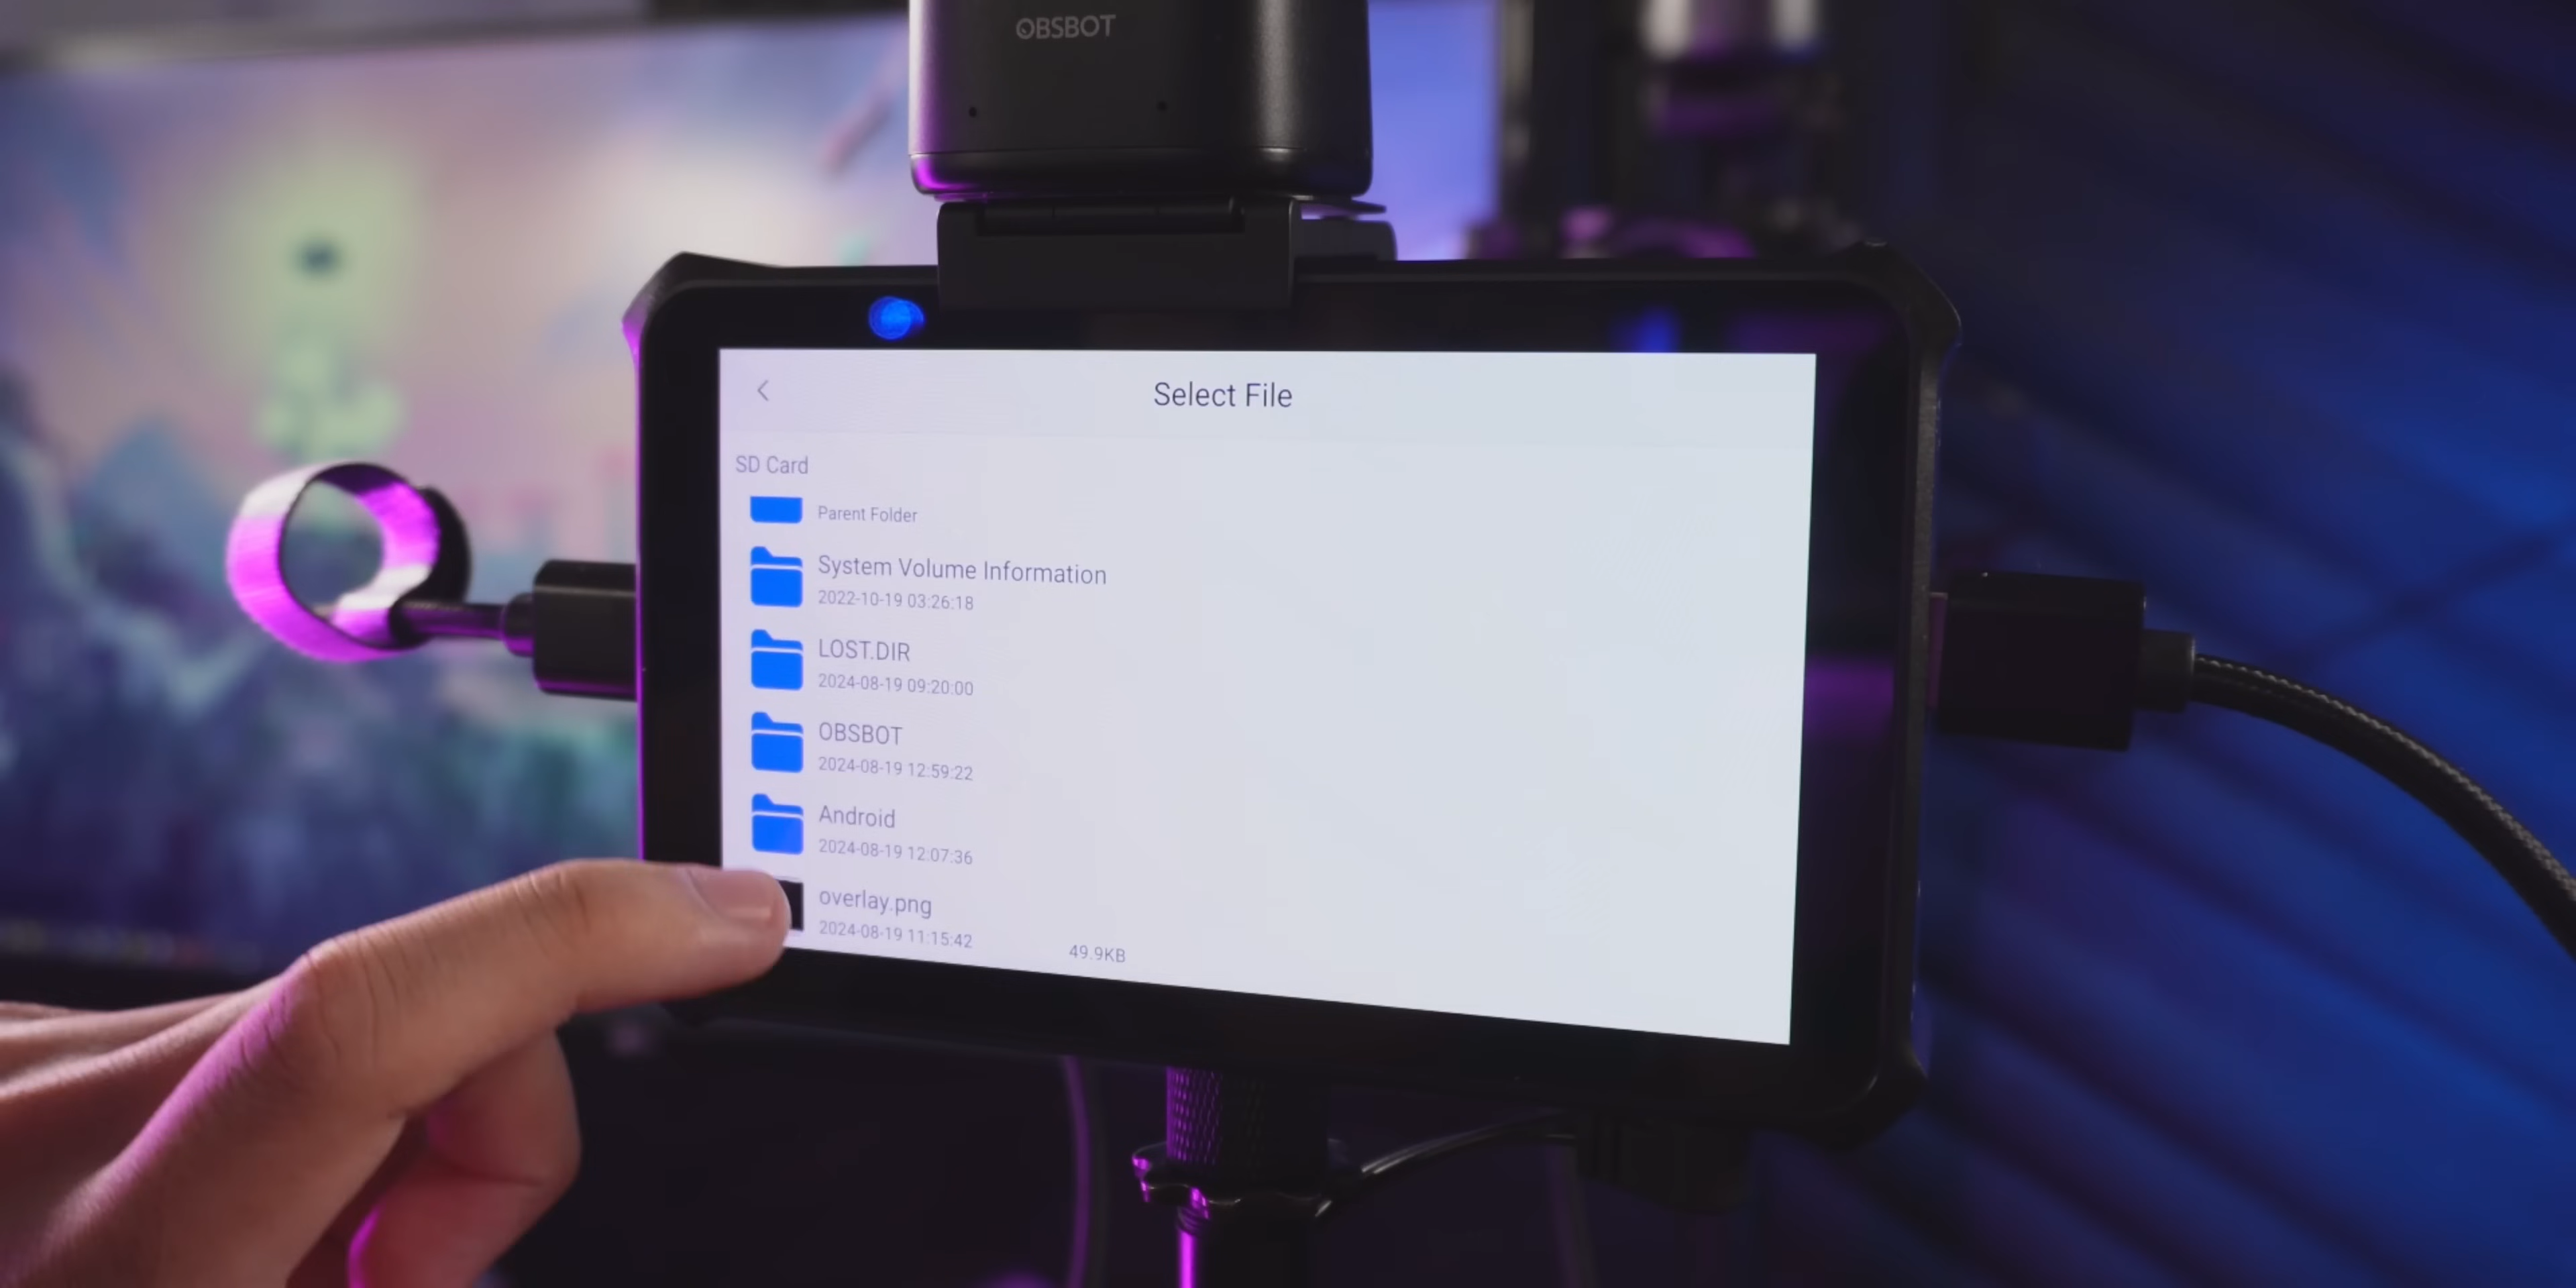 OBSBOT
Select File
SD Card
Parent Folder
System Volume Information
2022-10-19 03:26:18
LOST.DIR
2024-08-19 09:20:00
OBSBOT
2024-08-19 12:59:22
Android
2024-08-19 12:07:36
overlay.png
2024-08-19 11:15:42
49.9KB